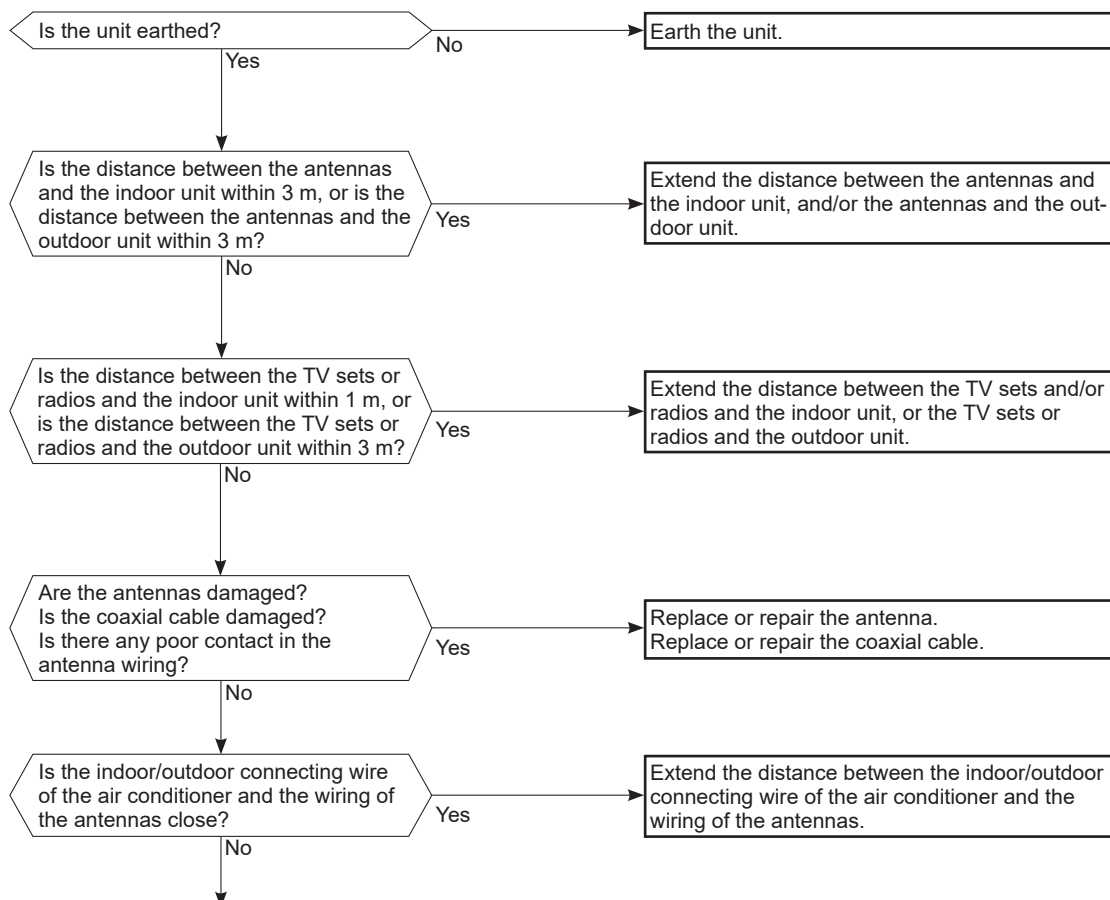 Is the unit earthed?
No
Earth the unit.
Yes
Is the distance between the antennas
and the indoor unit within 3 m, or is the
distance between the antennas and the
outdoor unit within 3 m?
Yes
Extend the distance between the antennas and
the indoor unit, and/or the antennas and the out-
door unit.
No
Is the distance between the TV sets or
radios and the indoor unit within 1 m, or
is the distance between the TV sets or
radios and the outdoor unit within 3 m?
Yes
Extend the distance between the TV sets and/or
radios and the indoor unit, or the TV sets or
radios and the outdoor unit.
No
Are the antennas damaged?
Is the coaxial cable damaged?
Is there any poor contact in the
antenna wiring?
Yes
Replace or repair the antenna.
Replace or repair the coaxial cable.
No
Is the indoor/outdoor connecting wire
of the air conditioner and the wiring of
the antennas close?
Yes
Extend the distance between the indoor/outdoor
connecting wire of the air conditioner and the
wiring of the antennas.
No